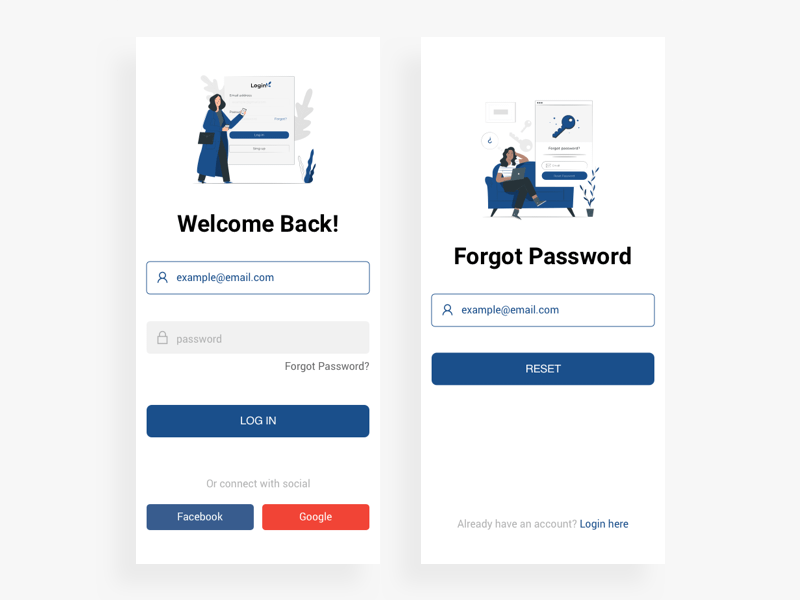 Login
Email address
Forgot?
Log in
Sign up
Welcome Back!
example@email.com
password
Forgot Password?
LOG IN
Or connect with social
Facebook
Google
Forgot password?
Forgot Password
example@email.com
RESET
Already have an account? Login here